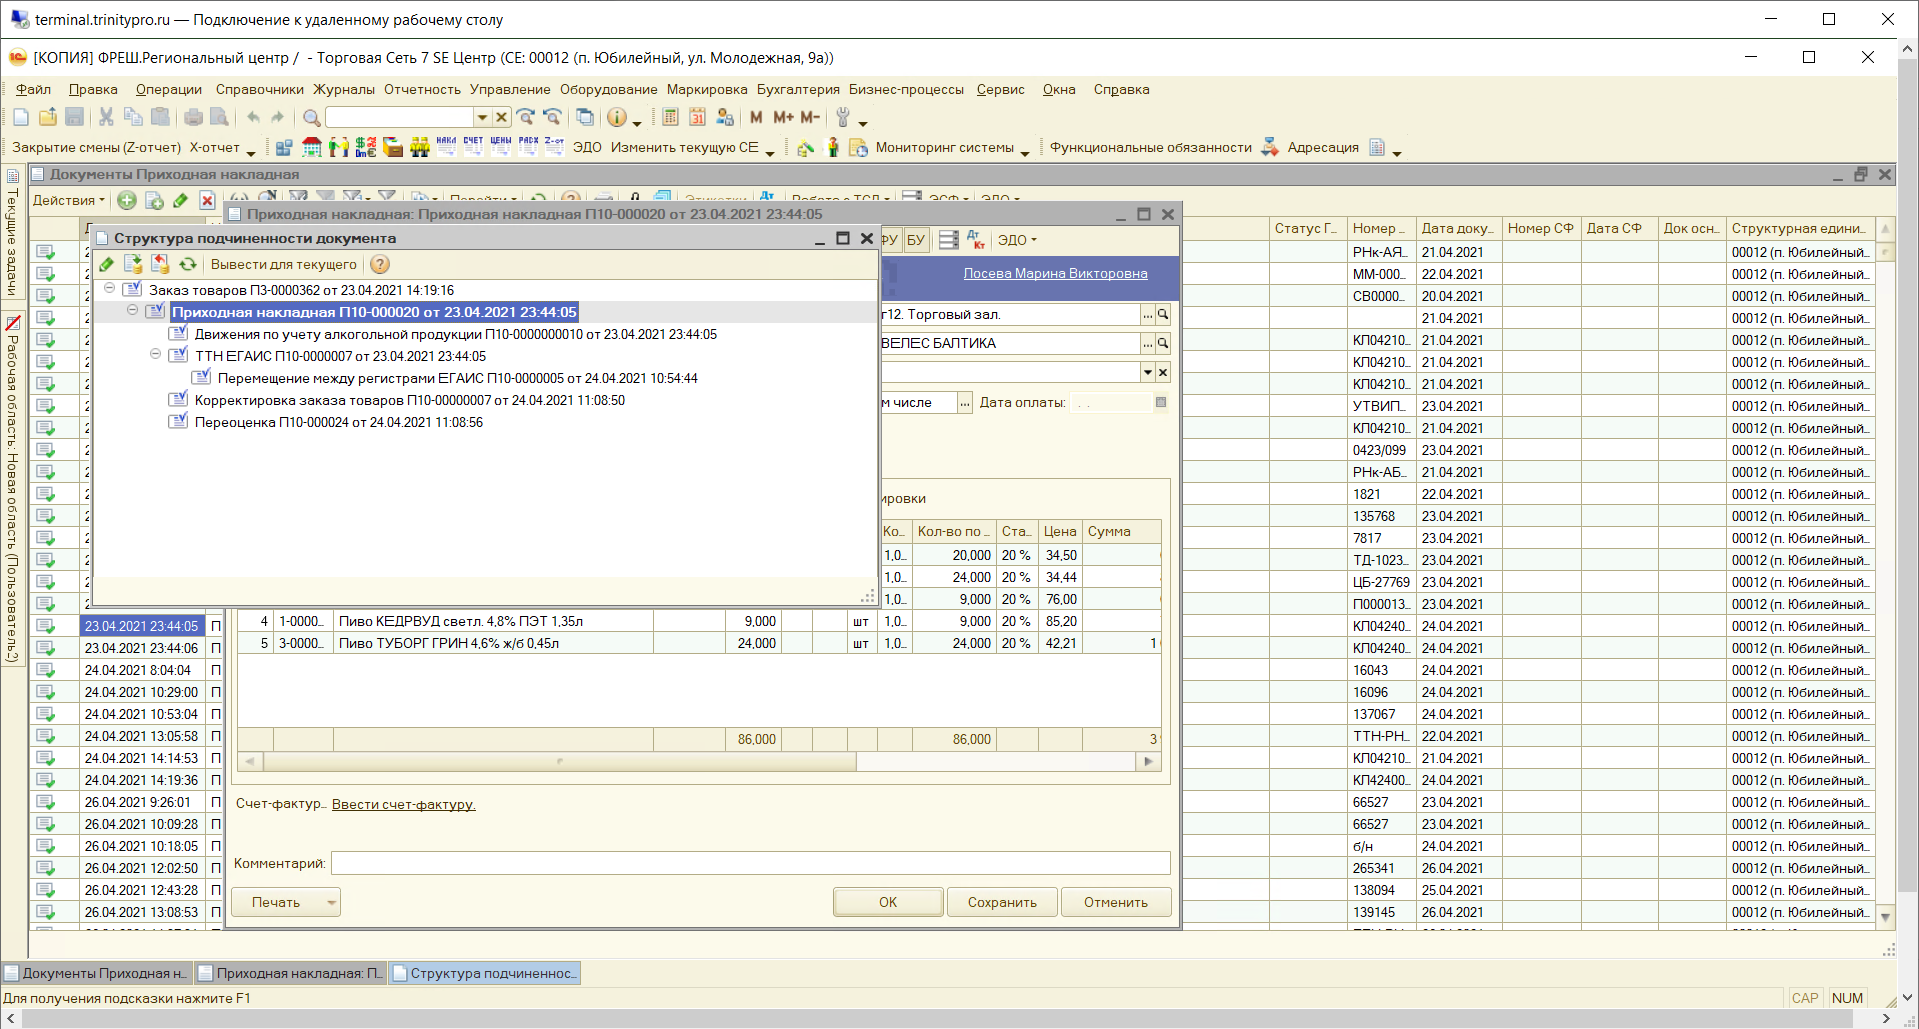 terminal.trinitypro.ru — Подключение к удаленному рабочему столу
[КОПИЯ] ФРЕШ.Региональный центр / - Торговая Сеть 7 SE Центр (СЕ: 00012 (п. Юбилейный, ул. Молодежная, 9а))
Файл Правка Операции Справочники Журналы Отчетность Управление Оборудование Маркировка Бухгалтерия Бизнес-процессы Сервис Окна Справка
M M+ M-
Закрытие смены (Z-отчет) X-отчет НАКЛ СЧЕТ ЦЕНЫ РАСХ Z-от ЭДО Изменить текущую СЕ Мониторинг системы Функциональные обязанности Адресация
Текущие задачи
Рабочая область: Новая область (Пользователь2)
Документы Приходная накладная
Действия
Приходная накладная: Приходная накладная П10-000020 от 23.04.2021 23:44:05
Структура подчиненности документа
Вывести для текущего
Заказ товаров П3-0000362 от 23.04.2021 14:19:16
Приходная накладная П10-000020 от 23.04.2021 23:44:05
Движения по учету алкогольной продукции П10-0000000010 от 23.04.2021 23:44:05
ТТН ЕГАИС П10-0000007 от 23.04.2021 23:44:05
Перемещение между регистрами ЕГАИС П10-0000005 от 24.04.2021 10:54:44
Корректировка заказа товаров П10-00000007 от 24.04.2021 11:08:50
Переоценка П10-000024 от 24.04.2021 11:08:56
ФУ БУ Дт Кт ЭДО
Лосева Марина Викторовна
г12. Торговый зал. ...
ВЕЛЕС БАЛТИКА ...
м числе ... Дата оплаты: . .
ировки
Ко... Кол-во по ... Ста... Цена Сумма
1,0... 20,000 20 % 34,50
1,0... 24,000 20 % 34,44
1,0... 9,000 20 % 76,00
4 1-0000... Пиво КЕДРВУД светл. 4,8% ПЭТ 1,35л 9,000 шт 1,0... 9,000 20 % 85,20
5 3-0000... Пиво ТУБОРГ ГРИН 4,6% ж/б 0,45л 24,000 шт 1,0... 24,000 20 % 42,21 1
86,000 86,000 3
Счет-фактур... Ввести счет-фактуру.
Комментарий:
Печать OK Сохранить Отменить
23.04.2021 23:44:05 П
23.04.2021 23:44:06 П
24.04.2021 8:04:04 П
24.04.2021 10:29:00 П
24.04.2021 10:53:04 П
24.04.2021 13:05:58 П
24.04.2021 14:14:53 П
24.04.2021 14:19:36 П
26.04.2021 9:26:01 П
26.04.2021 10:09:28 П
26.04.2021 10:18:05 П
26.04.2021 12:02:50 П
26.04.2021 12:43:28 П
26.04.2021 13:08:53 П
Статус Г... Номер ... Дата доку... Номер СФ Дата СФ Док осн... Структурная едини...
РНк-АЯ... 21.04.2021 00012 (п. Юбилейный...
ММ-000... 22.04.2021 00012 (п. Юбилейный...
СВ0000... 20.04.2021 00012 (п. Юбилейный...
21.04.2021 00012 (п. Юбилейный...
КЛ04210... 21.04.2021 00012 (п. Юбилейный...
КЛ04210... 21.04.2021 00012 (п. Юбилейный...
КЛ04210... 21.04.2021 00012 (п. Юбилейный...
УТВИП... 23.04.2021 00012 (п. Юбилейный...
КЛ04210... 21.04.2021 00012 (п. Юбилейный...
0423/099 23.04.2021 00012 (п. Юбилейный...
РНк-АБ... 21.04.2021 00012 (п. Юбилейный...
1821 22.04.2021 00012 (п. Юбилейный...
135768 23.04.2021 00012 (п. Юбилейный...
7817 23.04.2021 00012 (п. Юбилейный...
ТД-1023... 23.04.2021 00012 (п. Юбилейный...
ЦБ-27769 23.04.2021 00012 (п. Юбилейный...
П000013... 23.04.2021 00012 (п. Юбилейный...
КЛ04240... 24.04.2021 00012 (п. Юбилейный...
КЛ04240... 24.04.2021 00012 (п. Юбилейный...
16043 24.04.2021 00012 (п. Юбилейный...
16096 24.04.2021 00012 (п. Юбилейный...
137067 24.04.2021 00012 (п. Юбилейный...
ТТН-РН... 24.04.2021 00012 (п. Юбилейный...
КЛ04210... 21.04.2021 00012 (п. Юбилейный...
КЛ42400... 24.04.2021 00012 (п. Юбилейный...
66527 23.04.2021 00012 (п. Юбилейный...
66527 23.04.2021 00012 (п. Юбилейный...
б/н 24.04.2021 00012 (п. Юбилейный...
265341 26.04.2021 00012 (п. Юбилейный...
138094 25.04.2021 00012 (п. Юбилейный...
139145 26.04.2021 00012 (п. Юбилейный...
Документы Приходная н... Приходная накладная: П... Структура подчиненнос...
Для получения подсказки нажмите F1 CAP NUM